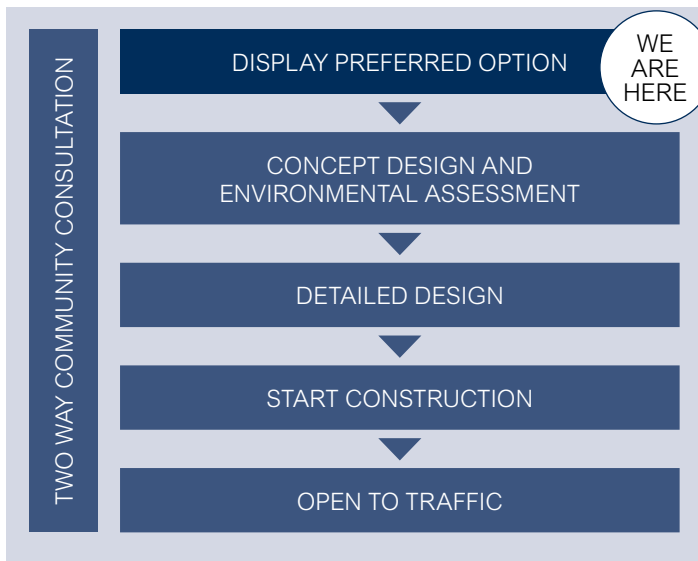 TWO WAY COMMUNITY CONSULTATION
DISPLAY PREFERRED OPTION
WE
ARE
HERE
CONCEPT DESIGN AND
ENVIRONMENTAL ASSESSMENT
DETAILED DESIGN
START CONSTRUCTION
OPEN TO TRAFFIC